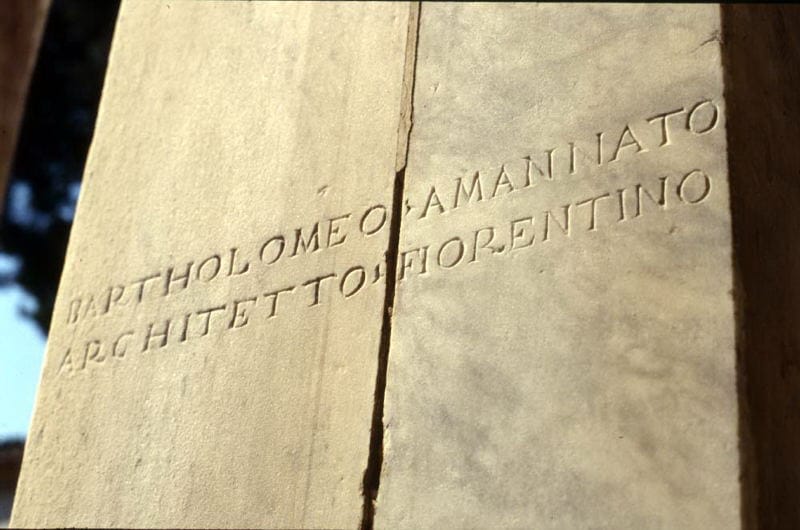 BARTHOLOMEO · AMANNATO
ARCHITETTO · FIORENTINO